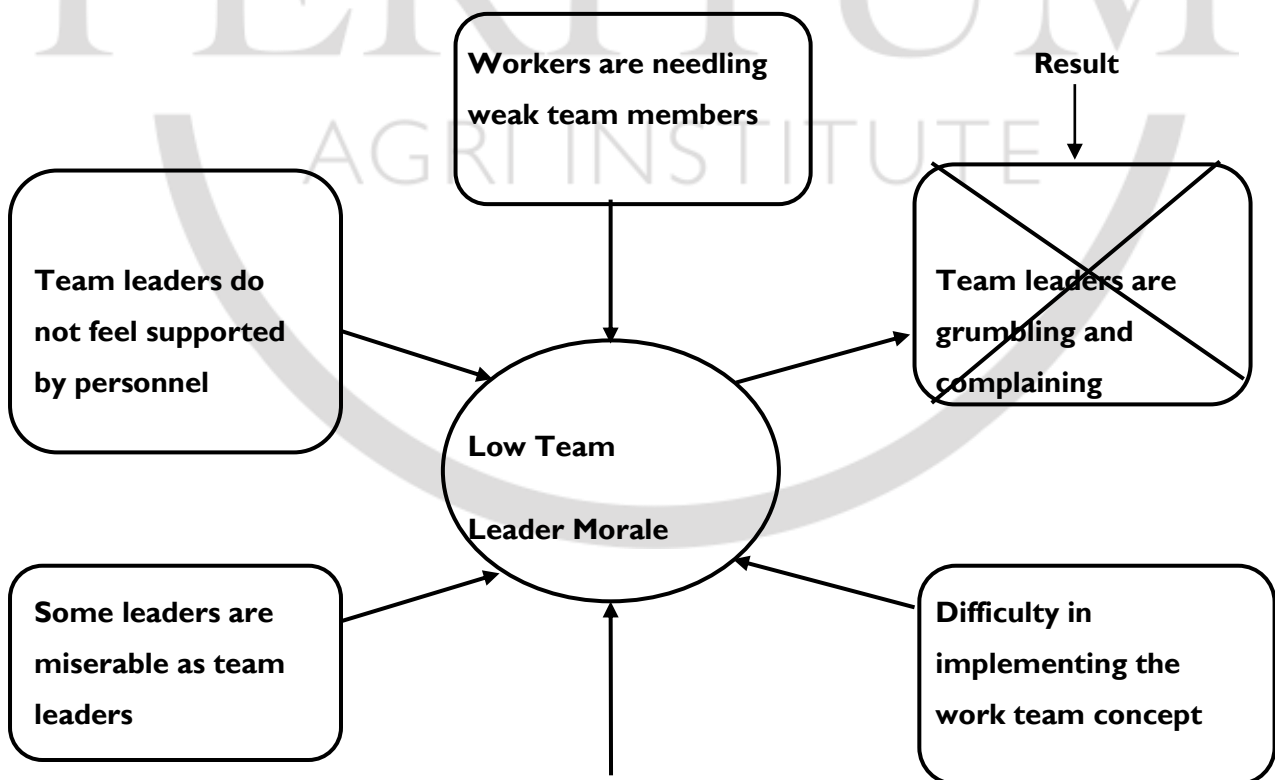 PERITUM
AGRI INSTITUTE
Workers are needling
weak team members
Result
Team leaders do
not feel supported
by personnel
Team leaders are
grumbling and
complaining
Low Team
Leader Morale
Some leaders are
miserable as team
leaders
Difficulty in
implementing the
work team concept